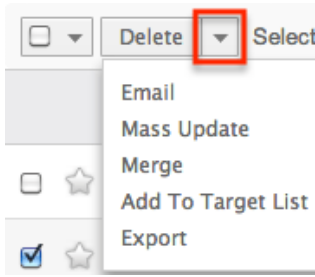 Delete Select
Email
Mass Update
Merge
Add To Target List
Export